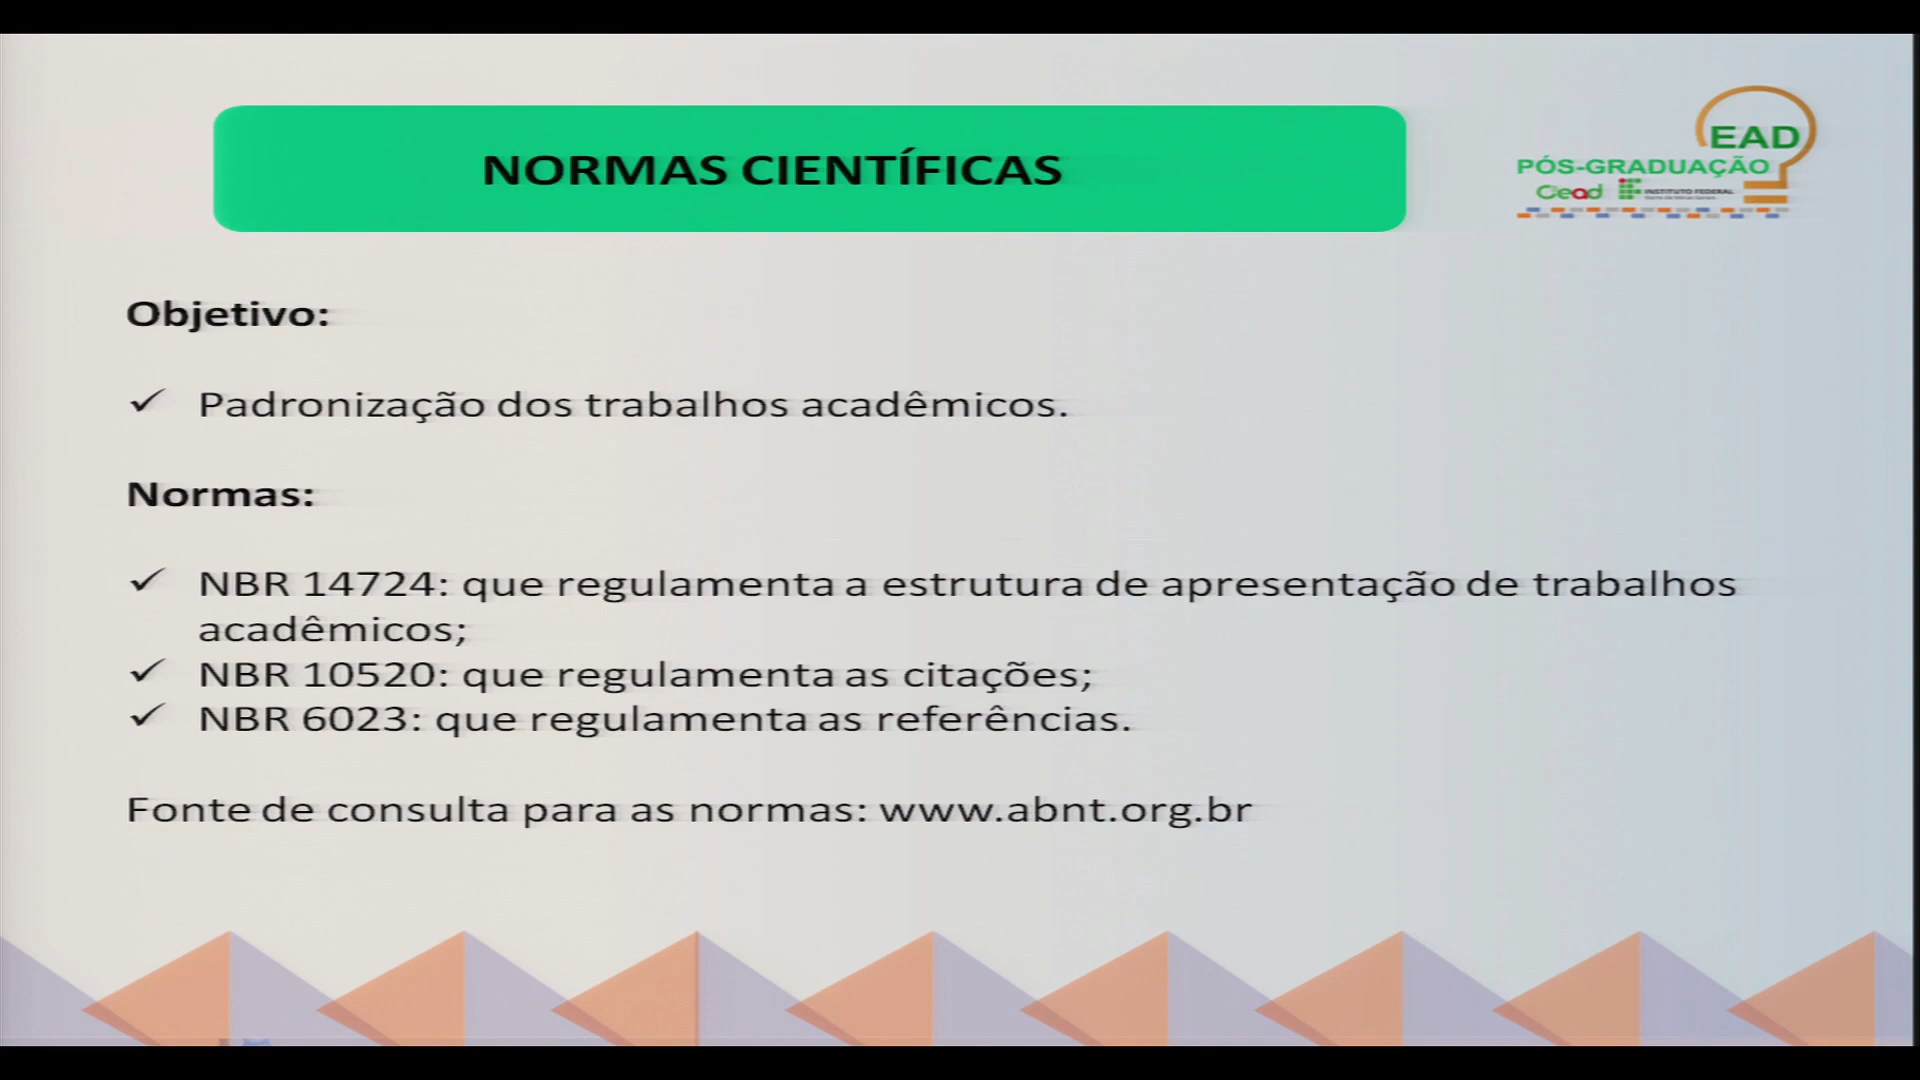 NORMAS CIENTÍFICAS
EAD
PÓS-GRADUAÇÃO
Cead
INSTITUTO FEDERAL
Objetivo:
✓ Padronização dos trabalhos acadêmicos.
Normas:
✓ NBR 14724: que regulamenta a estrutura de apresentação de trabalhos
acadêmicos;
✓ NBR 10520: que regulamenta as citações;
✓ NBR 6023: que regulamenta as referências.
Fonte de consulta para as normas: www.abnt.org.br